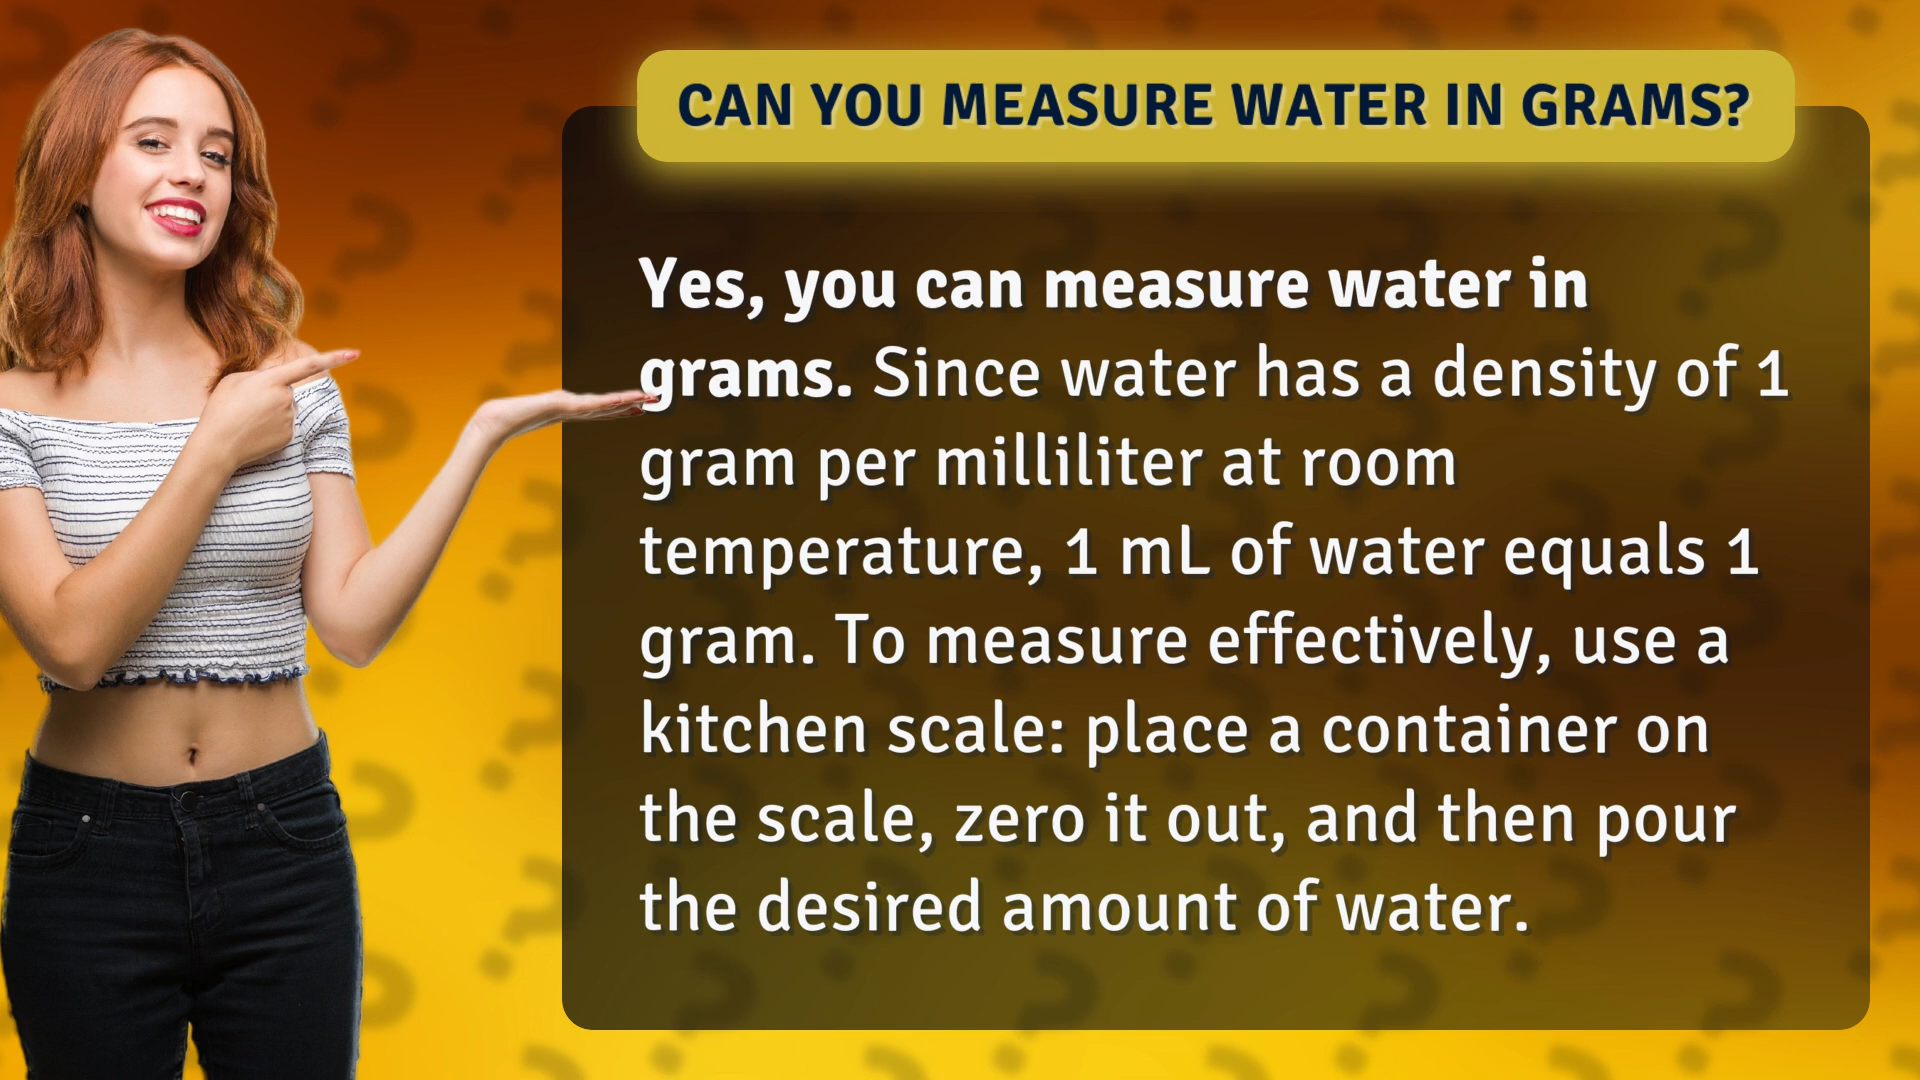 CAN YOU MEASURE WATER IN GRAMS?
Yes, you can measure water in
grams. Since water has a density of 1
gram per milliliter at room
temperature, 1 mL of water equals 1
gram. To measure effectively, use a
kitchen scale: place a container on
the scale, zero it out, and then pour
the desired amount of water.